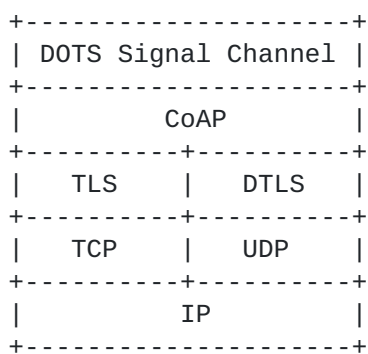 +---------------------+
| DOTS Signal Channel |
+---------------------+
|         CoAP        |
+----------+----------+
|   TLS    |   DTLS   |
+----------+----------+
|   TCP    |   UDP    |
+----------+----------+
|          IP         |
+---------------------+